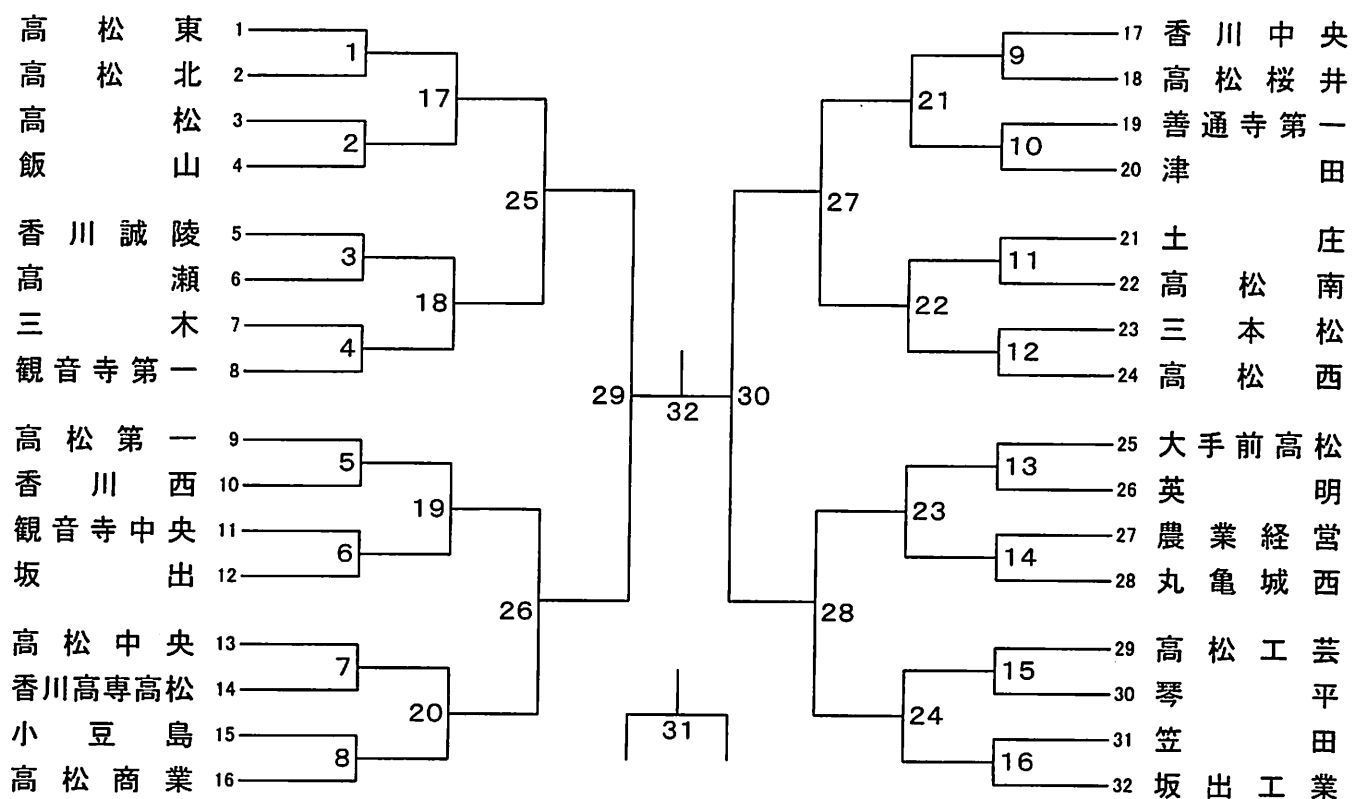 高松東 1
1
高松北 2
17
高松 3
2
飯山 4
25
香川誠陵 5
3
高瀬 6
18
三木 7
4
観音寺第一 8
29
高松第一 9
5
香川西 10
19
観音寺中央 11
6
坂出 12
26
高松中央 13
7
香川高専高松 14
20
小豆島 15
8
高松商業 16
32
31
17 香川中央
9
18 高松桜井
21
19 善通寺第一
10
20 津田
27
21 土庄
11
22 高松南
22
23 三本松
12
24 高松西
30
25 大手前高松
13
26 英明
23
27 農業経営
14
28 丸亀城西
28
29 高松工芸
15
30 琴平
24
31 笠田
16
32 坂出工業